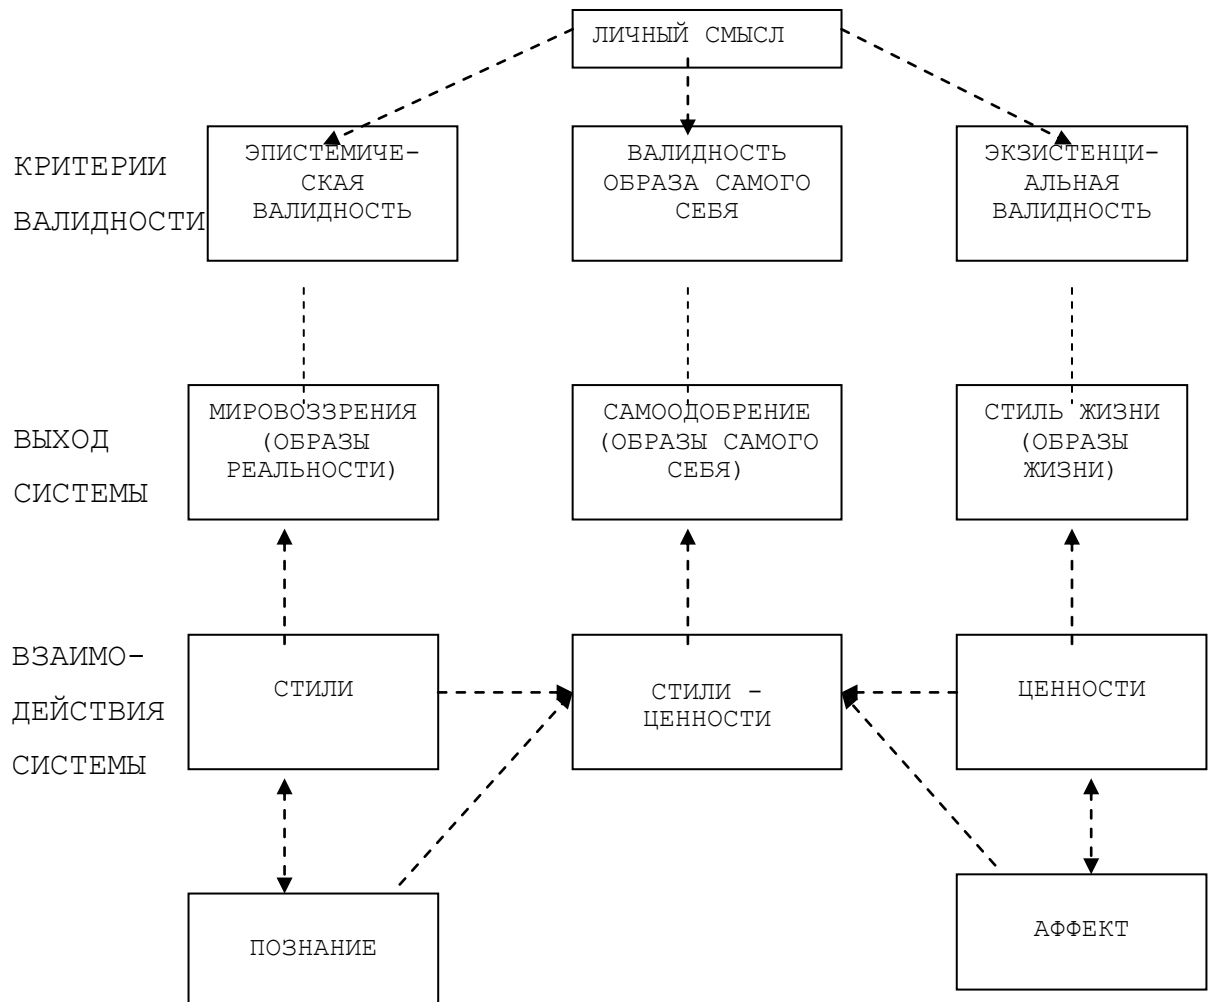 ЛИЧНЫЙ СМЫСЛ
КРИТЕРИИ
ВАЛИДНОСТИ
ЭПИСТЕМИЧЕ-
СКАЯ
ВАЛИДНОСТЬ
ВАЛИДНОСТЬ
ОБРАЗА САМОГО
СЕБЯ
ЭКЗИСТЕНЦИ-
АЛЬНАЯ
ВАЛИДНОСТЬ
ВЫХОД
СИСТЕМЫ
МИРОВОЗЗРЕНИЯ
(ОБРАЗЫ
РЕАЛЬНОСТИ)
САМООДОБРЕНИЕ
(ОБРАЗЫ САМОГО
СЕБЯ)
СТИЛЬ ЖИЗНИ
(ОБРАЗЫ
ЖИЗНИ)
ВЗАИМО-
ДЕЙСТВИЯ
СИСТЕМЫ
СТИЛИ
СТИЛИ -
ЦЕННОСТИ
ЦЕННОСТИ
ПОЗНАНИЕ
АФФЕКТ